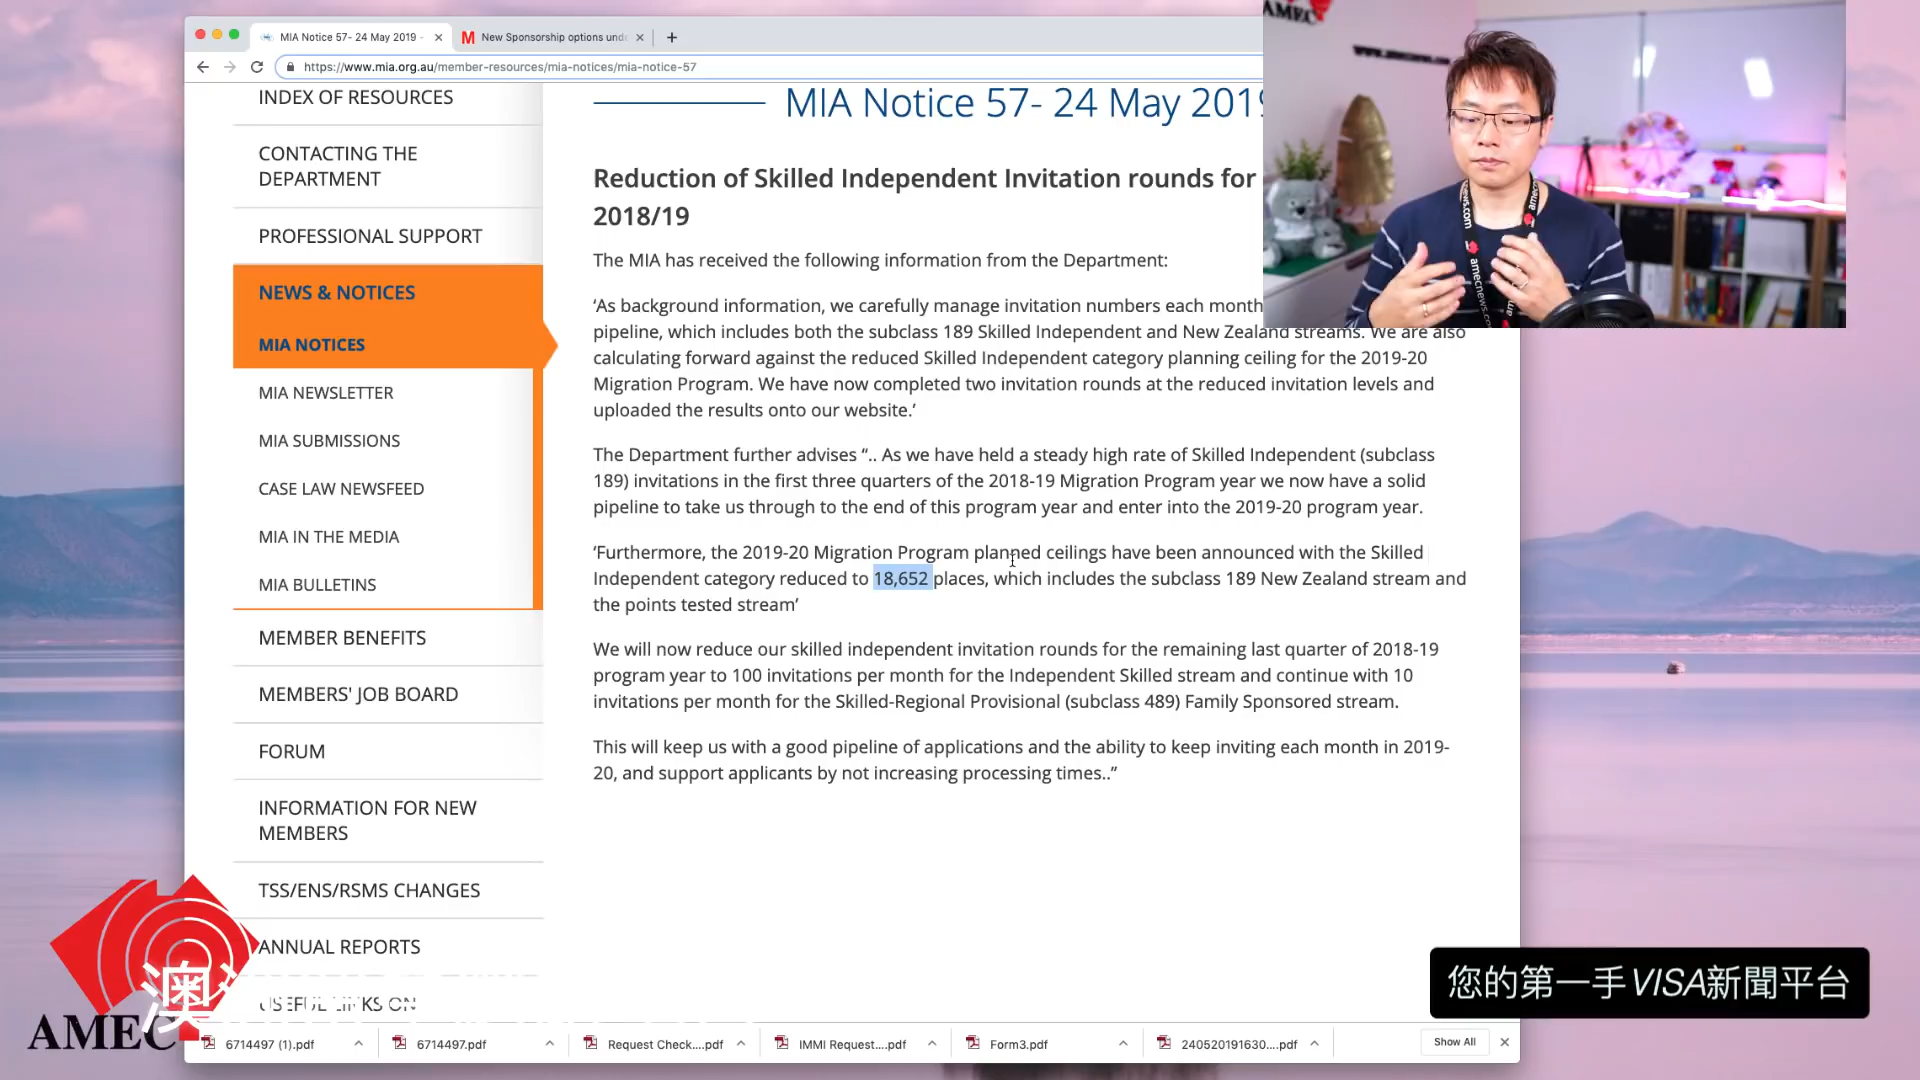 MIA Notice 57- 24 May 2019 -
New Sponsorship options und
https://www.mia.org.au/member-resources/mia-notices/mia-notice-57
INDEX OF RESOURCES
CONTACTING THE
DEPARTMENT
PROFESSIONAL SUPPORT
NEWS & NOTICES
MIA NOTICES
MIA NEWSLETTER
MIA SUBMISSIONS
CASE LAW NEWSFEED
MIA IN THE MEDIA
MIA BULLETINS
MEMBER BENEFITS
MEMBERS' JOB BOARD
FORUM
INFORMATION FOR NEW
MEMBERS
TSS/ENS/RSMS CHANGES
ANNUAL REPORTS
USEFUL LINKS ON
MIA Notice 57- 24 May 2019
Reduction of Skilled Independent Invitation rounds for
2018/19
The MIA has received the following information from the Department:
‘As background information, we carefully manage invitation numbers each month
pipeline, which includes both the subclass 189 Skilled Independent and New Zealand streams. We are also
calculating forward against the reduced Skilled Independent category planning ceiling for the 2019-20
Migration Program. We have now completed two invitation rounds at the reduced invitation levels and
uploaded the results onto our website.’
The Department further advises “.. As we have held a steady high rate of Skilled Independent (subclass
189) invitations in the first three quarters of the 2018-19 Migration Program year we now have a solid
pipeline to take us through to the end of this program year and enter into the 2019-20 program year.
‘Furthermore, the 2019-20 Migration Program planned ceilings have been announced with the Skilled
Independent category reduced to 18,652 places, which includes the subclass 189 New Zealand stream and
the points tested stream’
We will now reduce our skilled independent invitation rounds for the remaining last quarter of 2018-19
program year to 100 invitations per month for the Independent Skilled stream and continue with 10
invitations per month for the Skilled-Regional Provisional (subclass 489) Family Sponsored stream.
This will keep us with a good pipeline of applications and the ability to keep inviting each month in 2019-
20, and support applicants by not increasing processing times..”
AMEC
www.amecnews.com
amecnews.com
amecnews.com
AMEC
澳
您的第一手VISA新聞平台
6714497 (1).pdf
6714497.pdf
Request Check....pdf
IMMI Request....pdf
Form3.pdf
240520191630....pdf
Show All